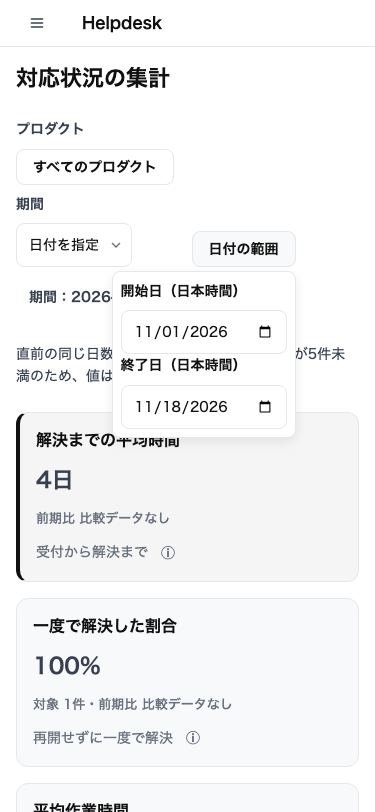 Helpdesk
対応状況の集計
プロダクト
すべてのプロダクト
期間
日付を指定
日付の範囲
期間：2026
開始日（日本時間）
11/01/2026
終了日（日本時間）
11/18/2026
直前の同じ日数
が5件未
満のため、値は
解決までの平均時間
4日
前期比 比較データなし
受付から解決まで
一度で解決した割合
100%
対象 1件・前期比 比較データなし
再開せずに一度で解決
平均作業時間